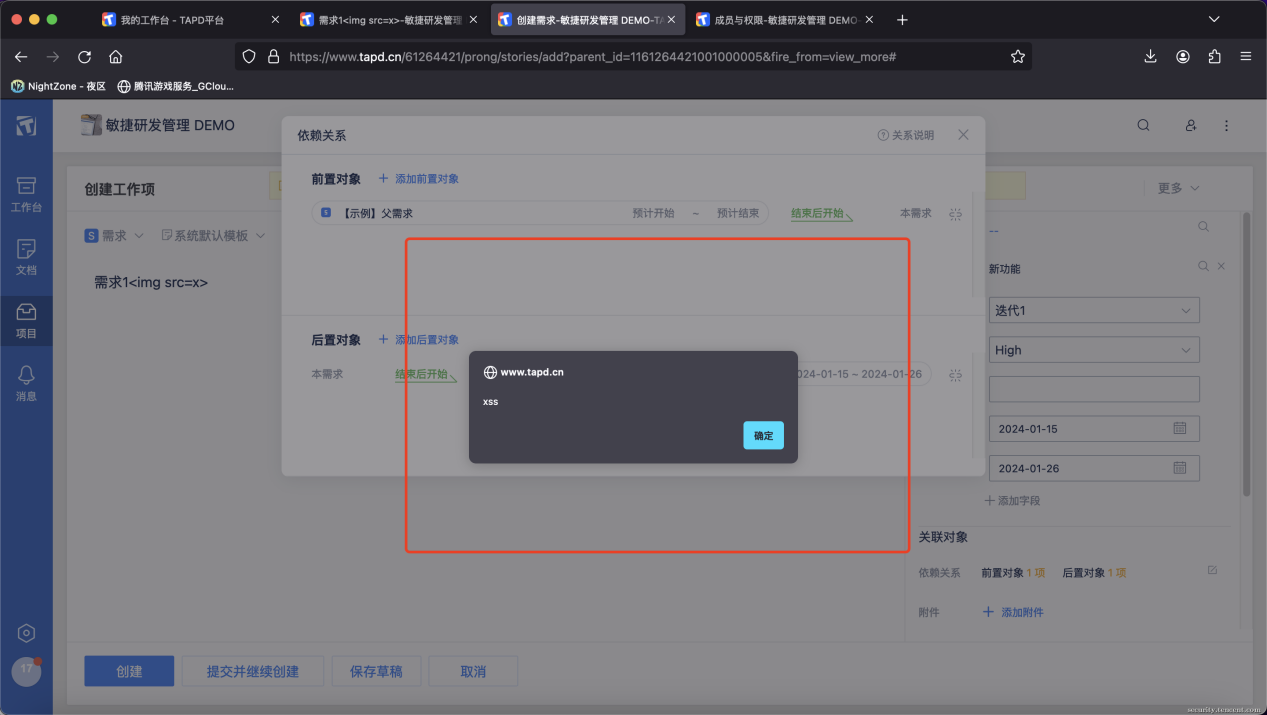 我的工作台 - TAPD平台
需求1<img src=x>-敏捷研发管理
创建需求-敏捷研发管理 DEMO-TA
成员与权限-敏捷研发管理 DEMO-
https://www.tapd.cn/61264421/prong/stories/add?parent_id=1161264421001000005&fire_from=view_more#
NightZone - 夜区
腾讯游戏服务_GClou...
敏捷研发管理 DEMO
工作台
文档
项目
消息
17
创建工作项
更多
S 需求
系统默认模板
需求1<img src=x>
依赖关系
关系说明
前置对象
添加前置对象
S 【示例】父需求
预计开始 ~ 预计结束
结束后开始
本需求
后置对象
添加后置对象
本需求
结束后开始
024-01-15 ~ 2024-01-26
www.tapd.cn
xss
确定
--
新功能
迭代1
High
2024-01-15
2024-01-26
添加字段
关联对象
依赖关系
前置对象 1 项
后置对象 1 项
附件
添加附件
创建
提交并继续创建
保存草稿
取消
security.tencent.com